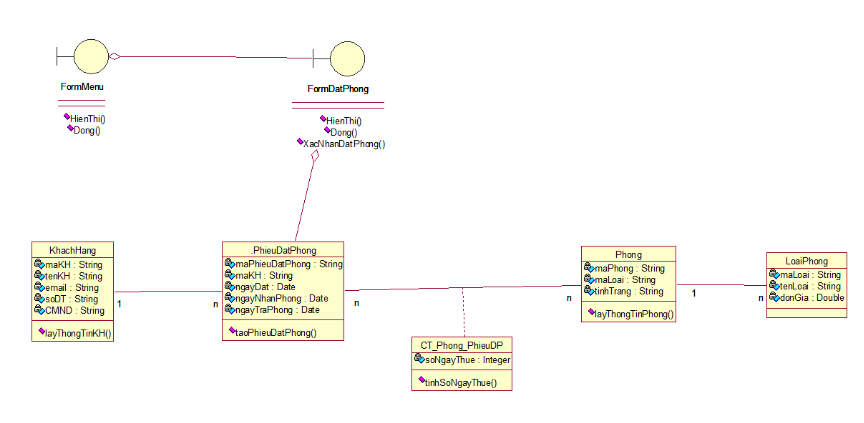 FormMenu
HienThi()
Dong()
FormDatPhong
HienThi()
Dong()
XacNhanDatPhong()
KhachHang
maKH : String
tenKH : String
email : String
soDT : String
CMND : String
layThongTinKH()
1
n
PhieuDatPhong
maPhieuDatPhong : String
maKH : String
ngayDat : Date
ngayNhanPhong : Date
ngayTraPhong : Date
taoPhieuDatPhong()
n
n
CT_Phong_PhieuDP
soNgayThue : Integer
tinhSoNgayThue()
Phong
maPhong : String
maLoai : String
tinhTrang : String
layThongTinPhong()
1
n
LoaiPhong
maLoai : String
tenLoai : String
donGia : Double